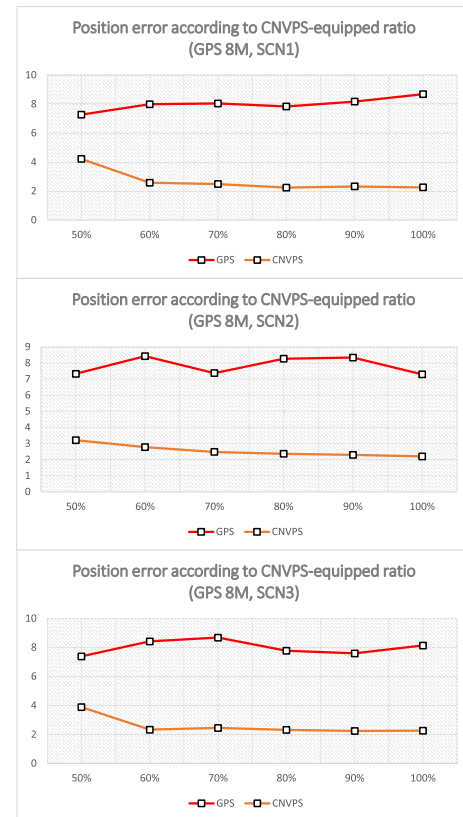 Position error according to CNVPS-equipped ratio
(GPS 8M, SCN1)
10
8
6
4
2
0
50% 60% 70% 80% 90% 100%
GPS CNVPS
Position error according to CNVPS-equipped ratio
(GPS 8M, SCN2)
9
8
7
6
5
4
3
2
1
0
50% 60% 70% 80% 90% 100%
GPS CNVPS
Position error according to CNVPS-equipped ratio
(GPS 8M, SCN3)
10
8
6
4
2
0
50% 60% 70% 80% 90% 100%
GPS CNVPS